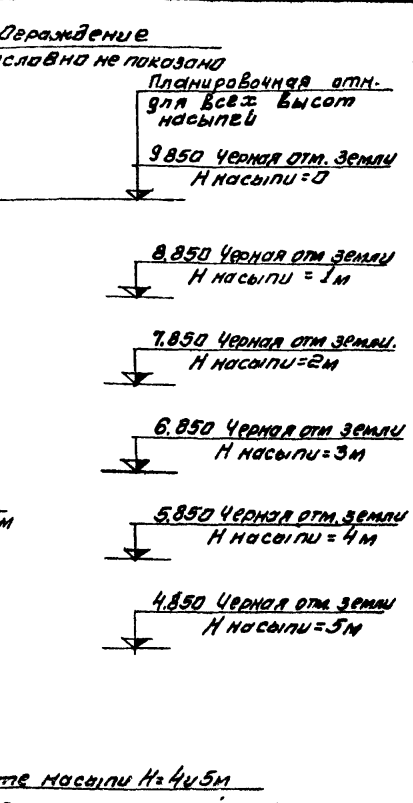 Ограждение
условно не показано
Планировочная отм.
для всех высот
насыпей
9.850 Черная отм. земли
Н насыпи=0
8.850 Черная отм земли
Н насыпи = 1м
7.850 Черная отм земли.
Н насыпи=2м
6.850 Черная отм земли
Н насыпи=3м
м
5.850 Черная отм. земли
Н насыпи=4м
4.850 Черная отм. земли
Н насыпи=5м
насыпи Н=4и5м